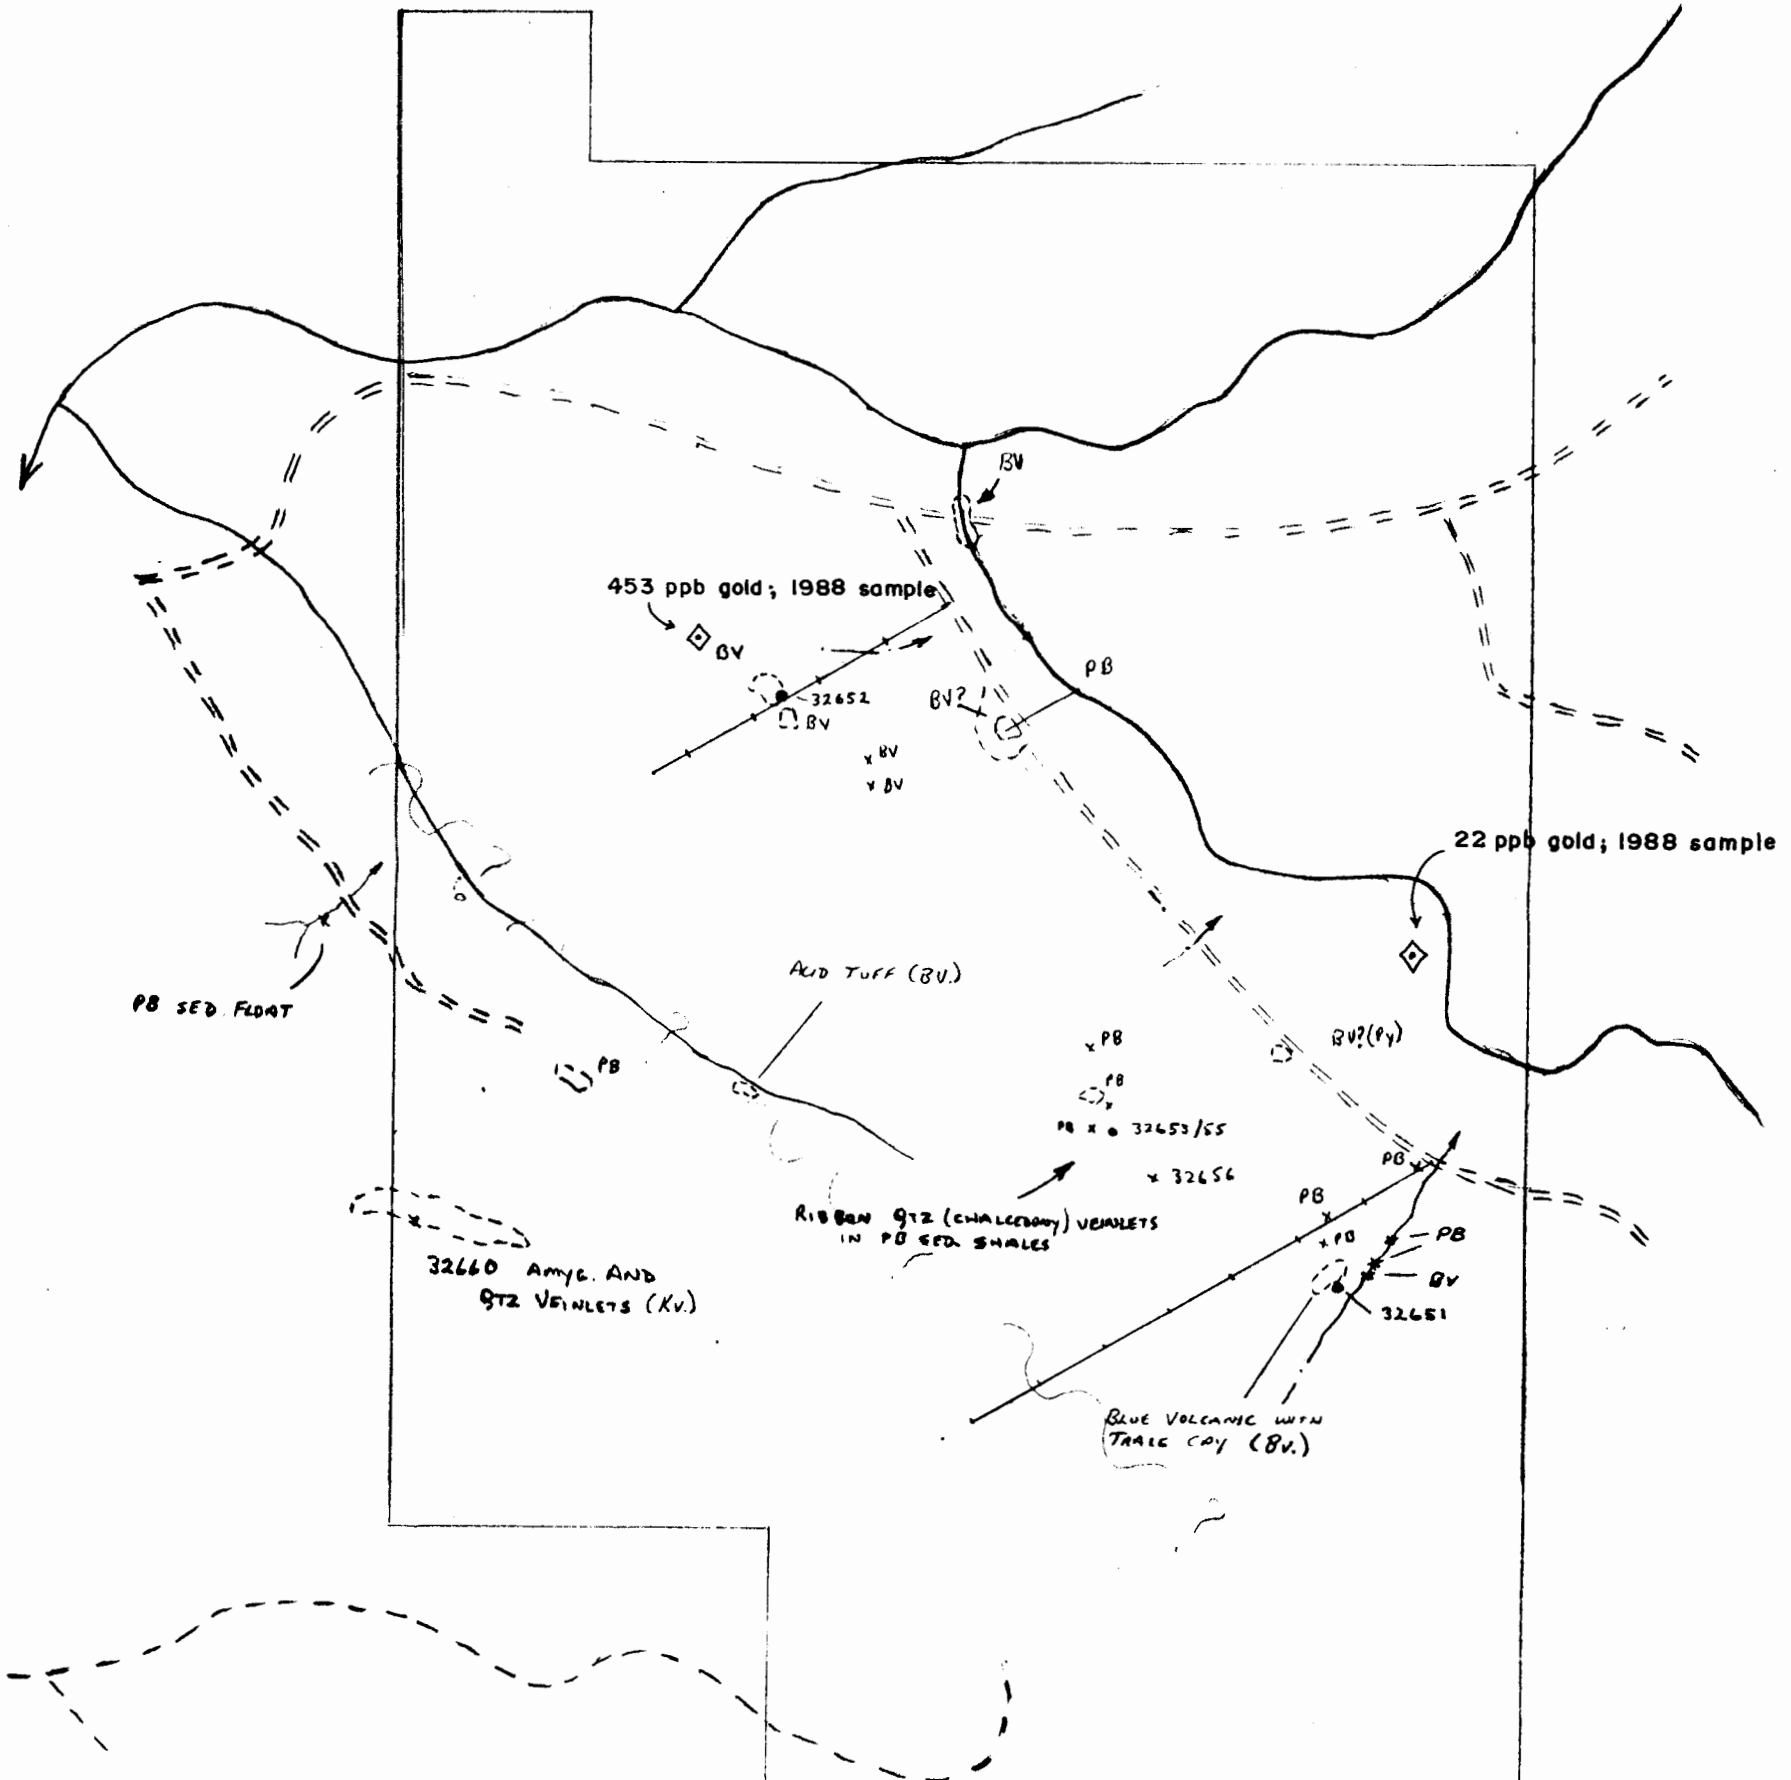 BV
453 ppb gold; 1988 sample
BV
PB
32652
BV?
BV
BV
BV
22 ppb gold; 1988 sample
ACID TUFF (BV.)
PB SED. FLOAT
BV?(Py)
PB
PB
PB
PB 32653/55
PB
32656
PB
RIBBON QTZ (CHALCEDONY) VEINLETS
IN PB SED. SHALES
PB
PB
BV
32660 AMYG. AND
QTZ VEINLETS (KV.)
32651
BLUE VOLCANIC WITH
TRACE CPY (BV.)